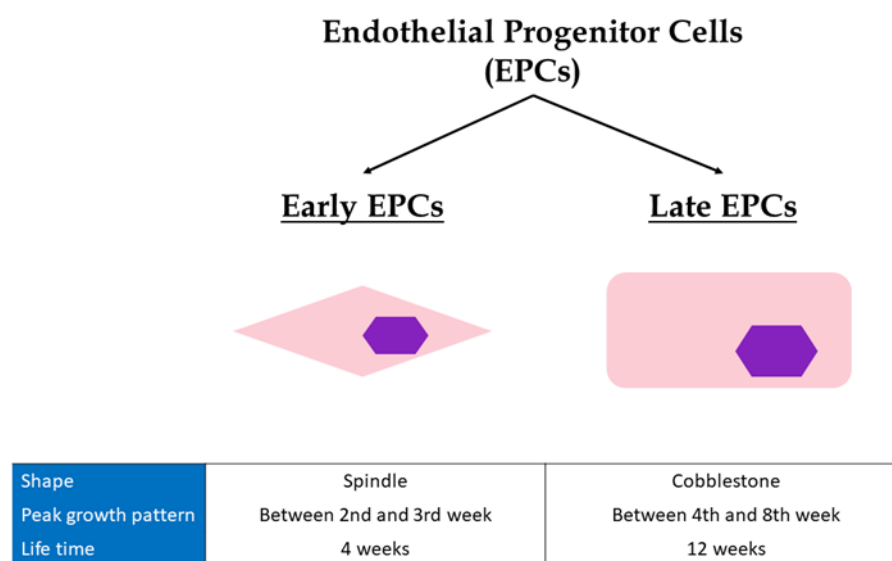 Endothelial Progenitor Cells
(EPCs)
Early EPCs Late EPCs
Shape Spindle Cobblestone
Peak growth pattern Between 2nd and 3rd week Between 4th and 8th week
Life time 4 weeks 12 weeks